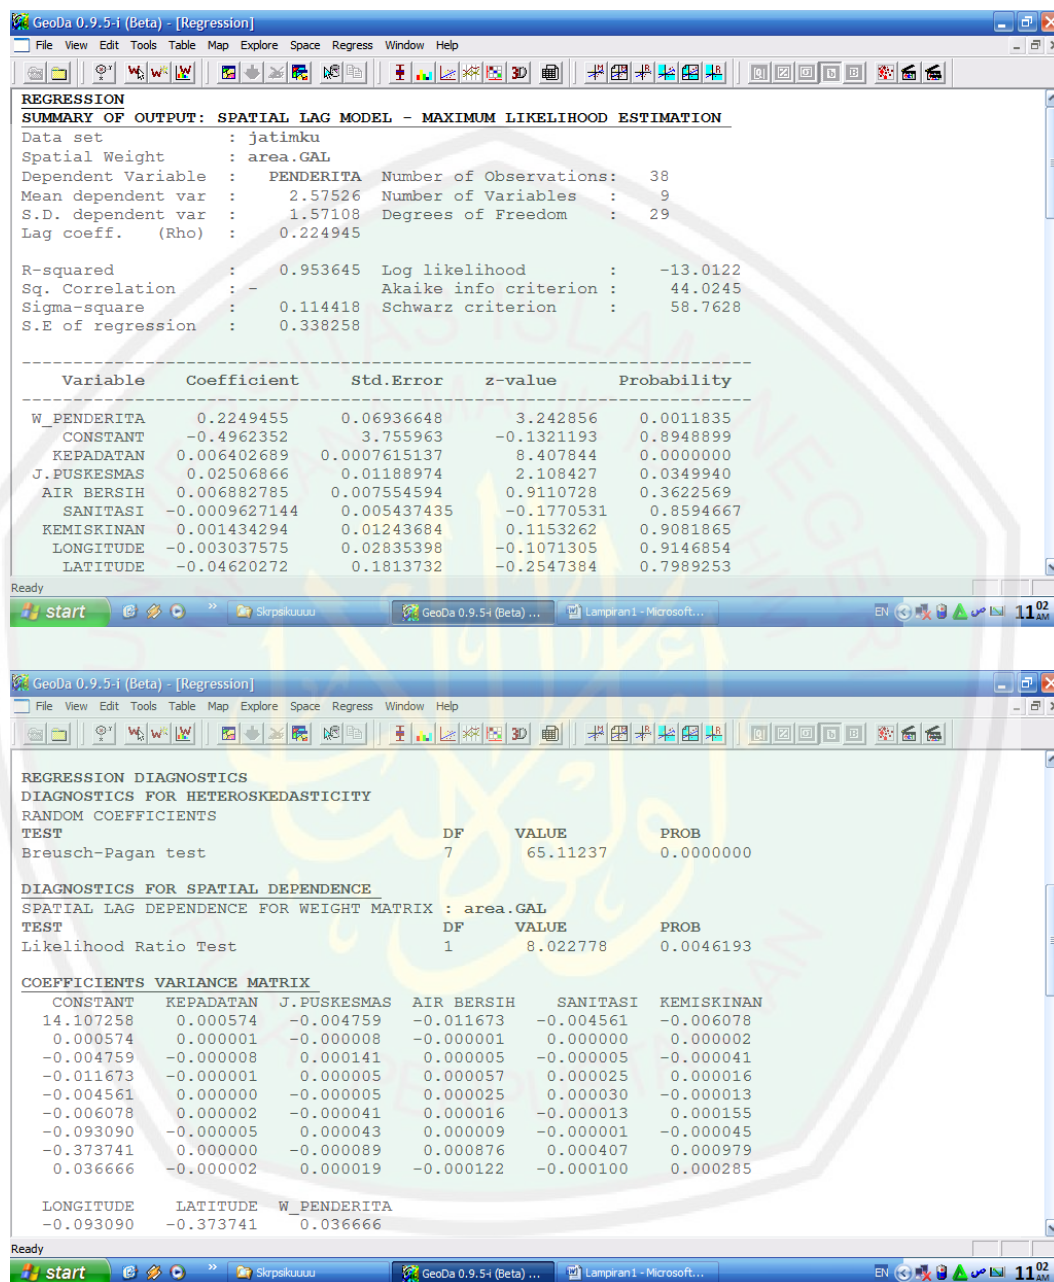 GeoDa 0.9.5-i (Beta) - [Regression]
File View Edit Tools Table Map Explore Space Regress Window Help
REGRESSION
SUMMARY OF OUTPUT: SPATIAL LAG MODEL - MAXIMUM LIKELIHOOD ESTIMATION
Data set : jatimku
Spatial Weight : area.GAL
Dependent Variable : PENDERITA Number of Observations: 38
Mean dependent var : 2.57526 Number of Variables : 9
S.D. dependent var : 1.57108 Degrees of Freedom : 29
Lag coeff. (Rho) : 0.224945
R-squared : 0.953645 Log likelihood : -13.0122
Sq. Correlation : - Akaike info criterion : 44.0245
Sigma-square : 0.114418 Schwarz criterion : 58.7628
S.E of regression : 0.338258
Variable Coefficient Std.Error z-value Probability
W_PENDERITA 0.2249455 0.06936648 3.242856 0.0011835
CONSTANT -0.4962352 3.755963 -0.1321193 0.8948899
KEPADATAN 0.006402689 0.0007615137 8.407844 0.0000000
J.PUSKESMAS 0.02506866 0.01188974 2.108428 0.0349940
AIR BERSIH 0.006882785 0.007554594 0.9110728 0.3622569
SANITASI -0.0009627144 0.005437435 -0.1770531 0.8594667
KEMISKINAN 0.001434294 0.01243684 0.1153262 0.9081865
LONGITUDE -0.003037575 0.02835398 -0.1071305 0.9146854
LATITUDE -0.04620272 0.1813732 -0.2547384 0.7989253
Ready
start Skrpsikuuuu GeoDa 0.9.5-i (Beta) ... Lampiran1 - Microsoft... EN 11:02 AM
GeoDa 0.9.5-i (Beta) - [Regression]
File View Edit Tools Table Map Explore Space Regress Window Help
REGRESSION DIAGNOSTICS
DIAGNOSTICS FOR HETEROSKEDASTICITY
RANDOM COEFFICIENTS
TEST DF VALUE PROB
Breusch-Pagan test 7 65.11237 0.0000000
DIAGNOSTICS FOR SPATIAL DEPENDENCE
SPATIAL LAG DEPENDENCE FOR WEIGHT MATRIX : area.GAL
TEST DF VALUE PROB
Likelihood Ratio Test 1 8.022778 0.0046193
COEFFICIENTS VARIANCE MATRIX
CONSTANT KEPADATAN J.PUSKESMAS AIR BERSIH SANITASI KEMISKINAN
14.107258 0.000574 -0.004759 -0.011673 -0.004561 -0.006078
0.000574 0.000001 -0.000008 -0.000001 0.000000 0.000002
-0.004759 -0.000008 0.000141 0.000005 -0.000005 -0.000041
-0.011673 -0.000001 0.000005 0.000057 0.000025 0.000016
-0.004561 0.000000 -0.000005 0.000025 0.000030 -0.000013
-0.006078 0.000002 -0.000041 0.000016 -0.000013 0.000155
-0.093090 -0.000005 0.000043 0.000009 -0.000001 -0.000045
-0.373741 0.000000 -0.000089 0.000876 0.000407 0.000979
0.036666 -0.000002 0.000019 -0.000122 -0.000100 0.000285
LONGITUDE LATITUDE W_PENDERITA
-0.093090 -0.373741 0.036666
Ready
start Skrpsikuuuu GeoDa 0.9.5-i (Beta) ... Lampiran1 - Microsoft... EN 11:02 AM